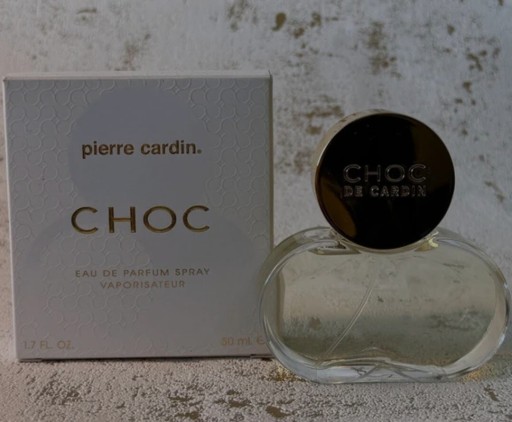 pierre cardin.
CHOC
EAU DE PARFUM SPRAY
VAPORISATEUR
1.7 FL. OZ.
50 mL e
CHOC
DE CARDIN